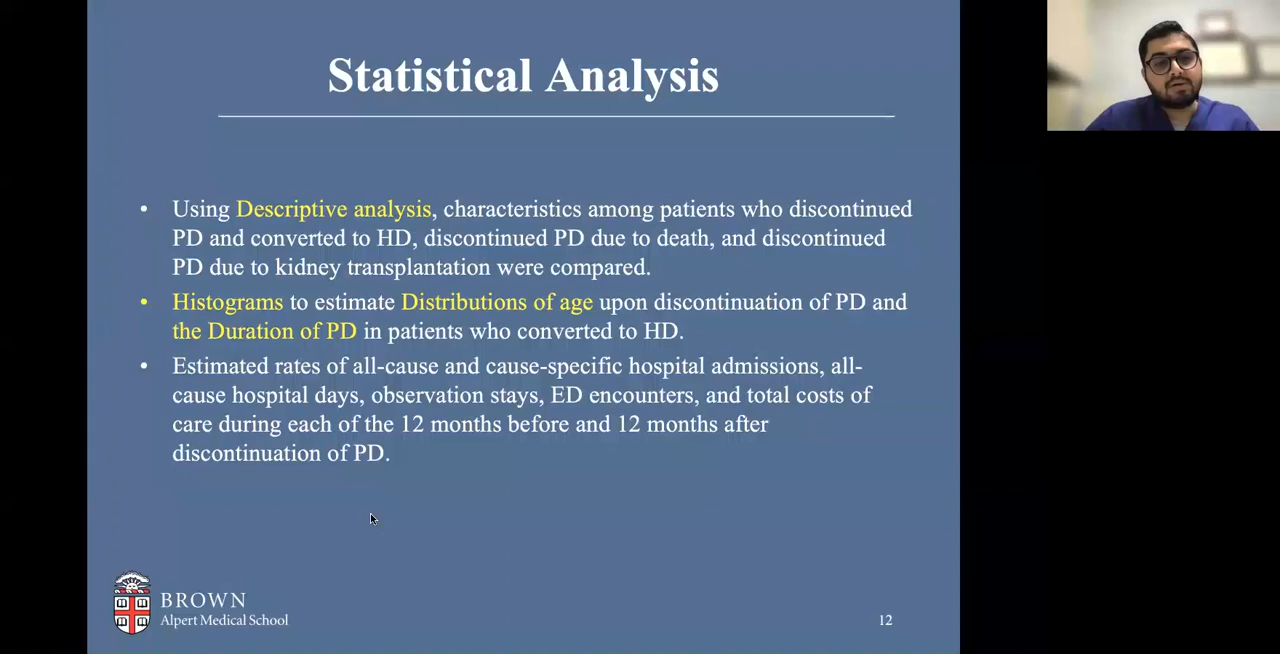 Statistical Analysis
• Using Descriptive analysis, characteristics among patients who discontinued
PD and converted to HD, discontinued PD due to death, and discontinued
PD due to kidney transplantation were compared.
• Histograms to estimate Distributions of age upon discontinuation of PD and
the Duration of PD in patients who converted to HD.
• Estimated rates of all-cause and cause-specific hospital admissions, all-
cause hospital days, observation stays, ED encounters, and total costs of
care during each of the 12 months before and 12 months after
discontinuation of PD.
BROWN
Alpert Medical School
12